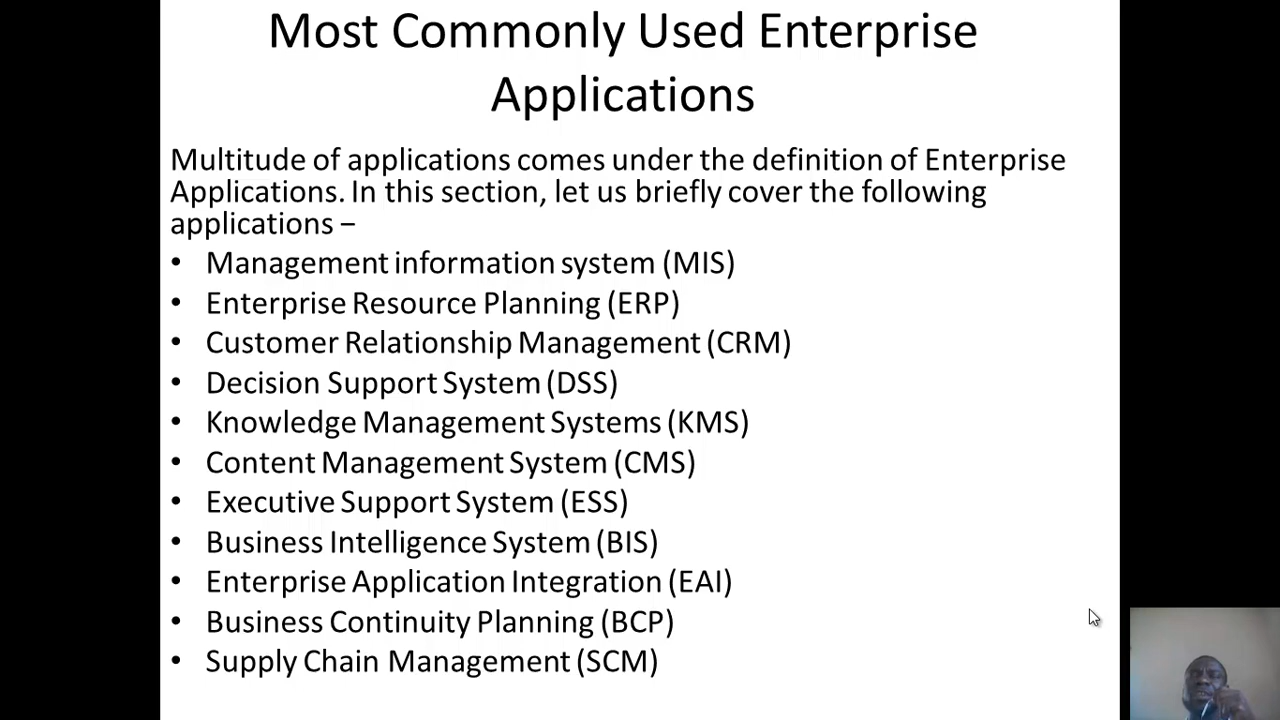 Most Commonly Used Enterprise
Applications
Multitude of applications comes under the definition of Enterprise
Applications. In this section, let us briefly cover the following
applications −
• Management information system (MIS)
• Enterprise Resource Planning (ERP)
• Customer Relationship Management (CRM)
• Decision Support System (DSS)
• Knowledge Management Systems (KMS)
• Content Management System (CMS)
• Executive Support System (ESS)
• Business Intelligence System (BIS)
• Enterprise Application Integration (EAI)
• Business Continuity Planning (BCP)
• Supply Chain Management (SCM)